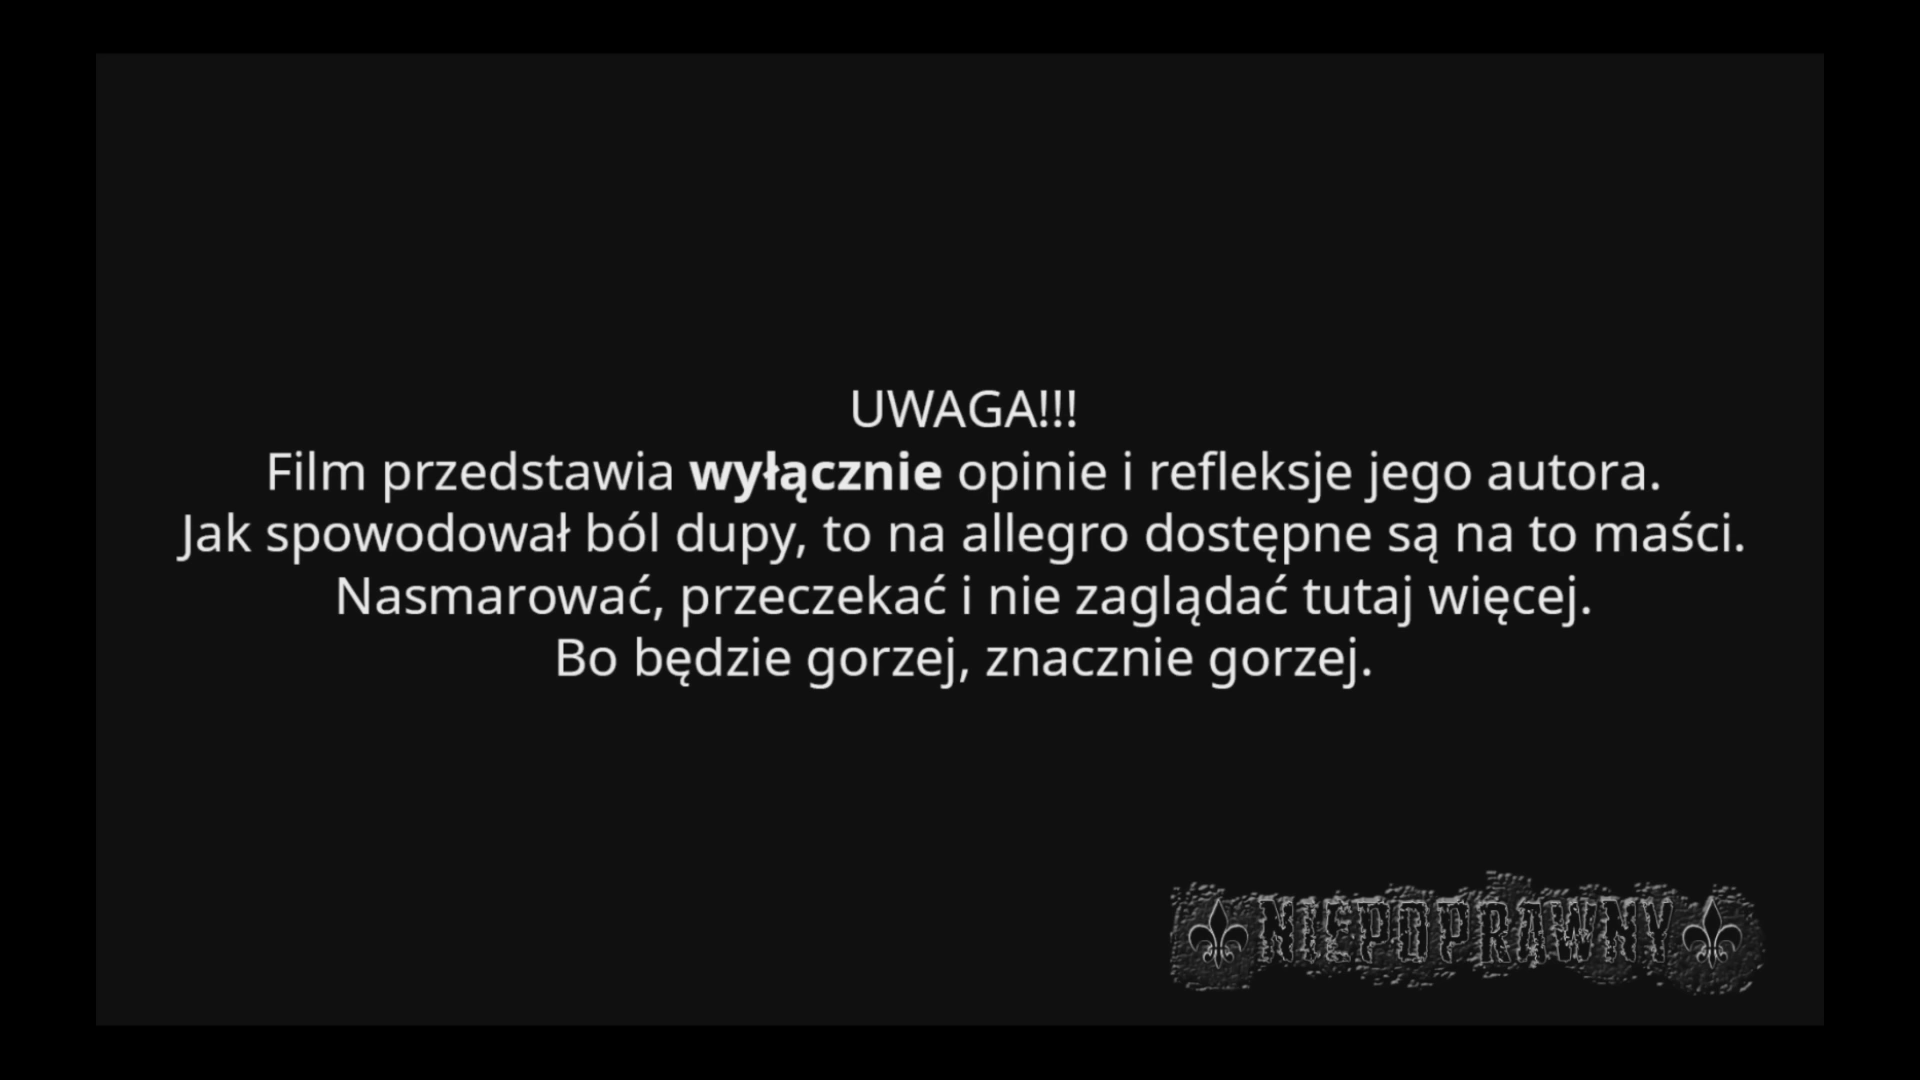 UWAGA!!!
Film przedstawia wyłącznie opinie i refleksje jego autora.
Jak spowodował ból dupy, to na allegro dostępne są na to maści.
Nasmarować, przeczekać i nie zaglądać tutaj więcej.
Bo będzie gorzej, znacznie gorzej.
NIEPOPRAWNY